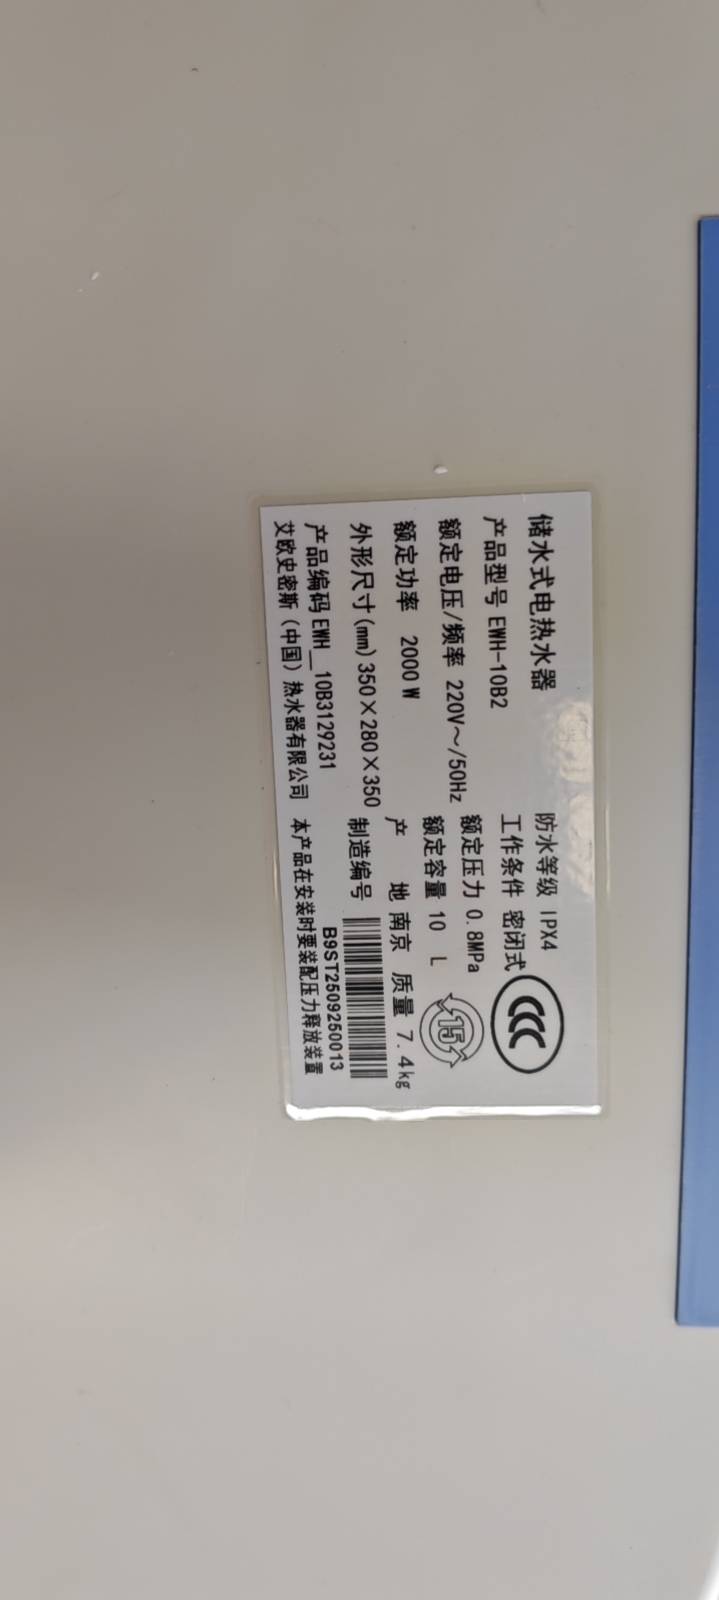 储水式电热水器
产品型号 EWH-10B2
额定电压/频率 220V～/50Hz
额定功率 2000 W
外形尺寸(mm) 350×280×350
产品编码 EWH__10B3129231
艾欧史密斯（中国）热水器有限公司
防水等级 IPX4
工作条件 密闭式
额定压力 0.8MPa
额定容量 10 L
产 地 南京 质量 7.4kg
制造编号
B9ST2509250013
本产品在安装时要装配压力释放装置
CCC
15